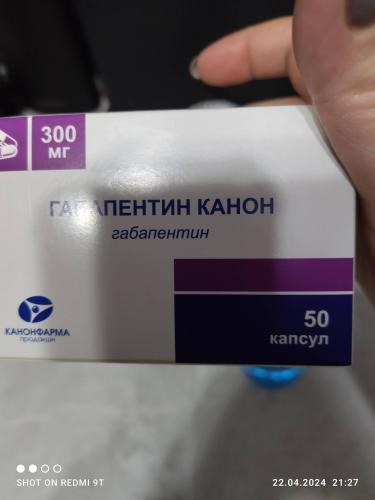 300
мг
ГАБАПЕНТИН КАНОН
габапентин
50
капсул
КАНОНФАРМА
продакшн
SHOT ON REDMI 9T
22.04.2024 21:27